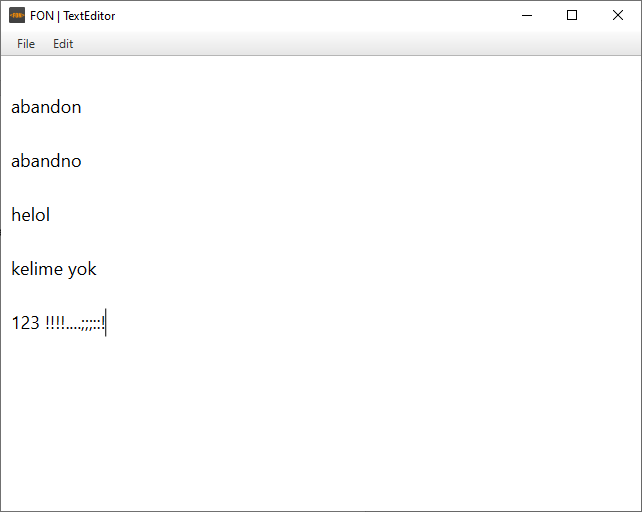 FON | TextEditor
File Edit
abandon
abandno
helol
kelime yok
123 !!!!....;;;::!